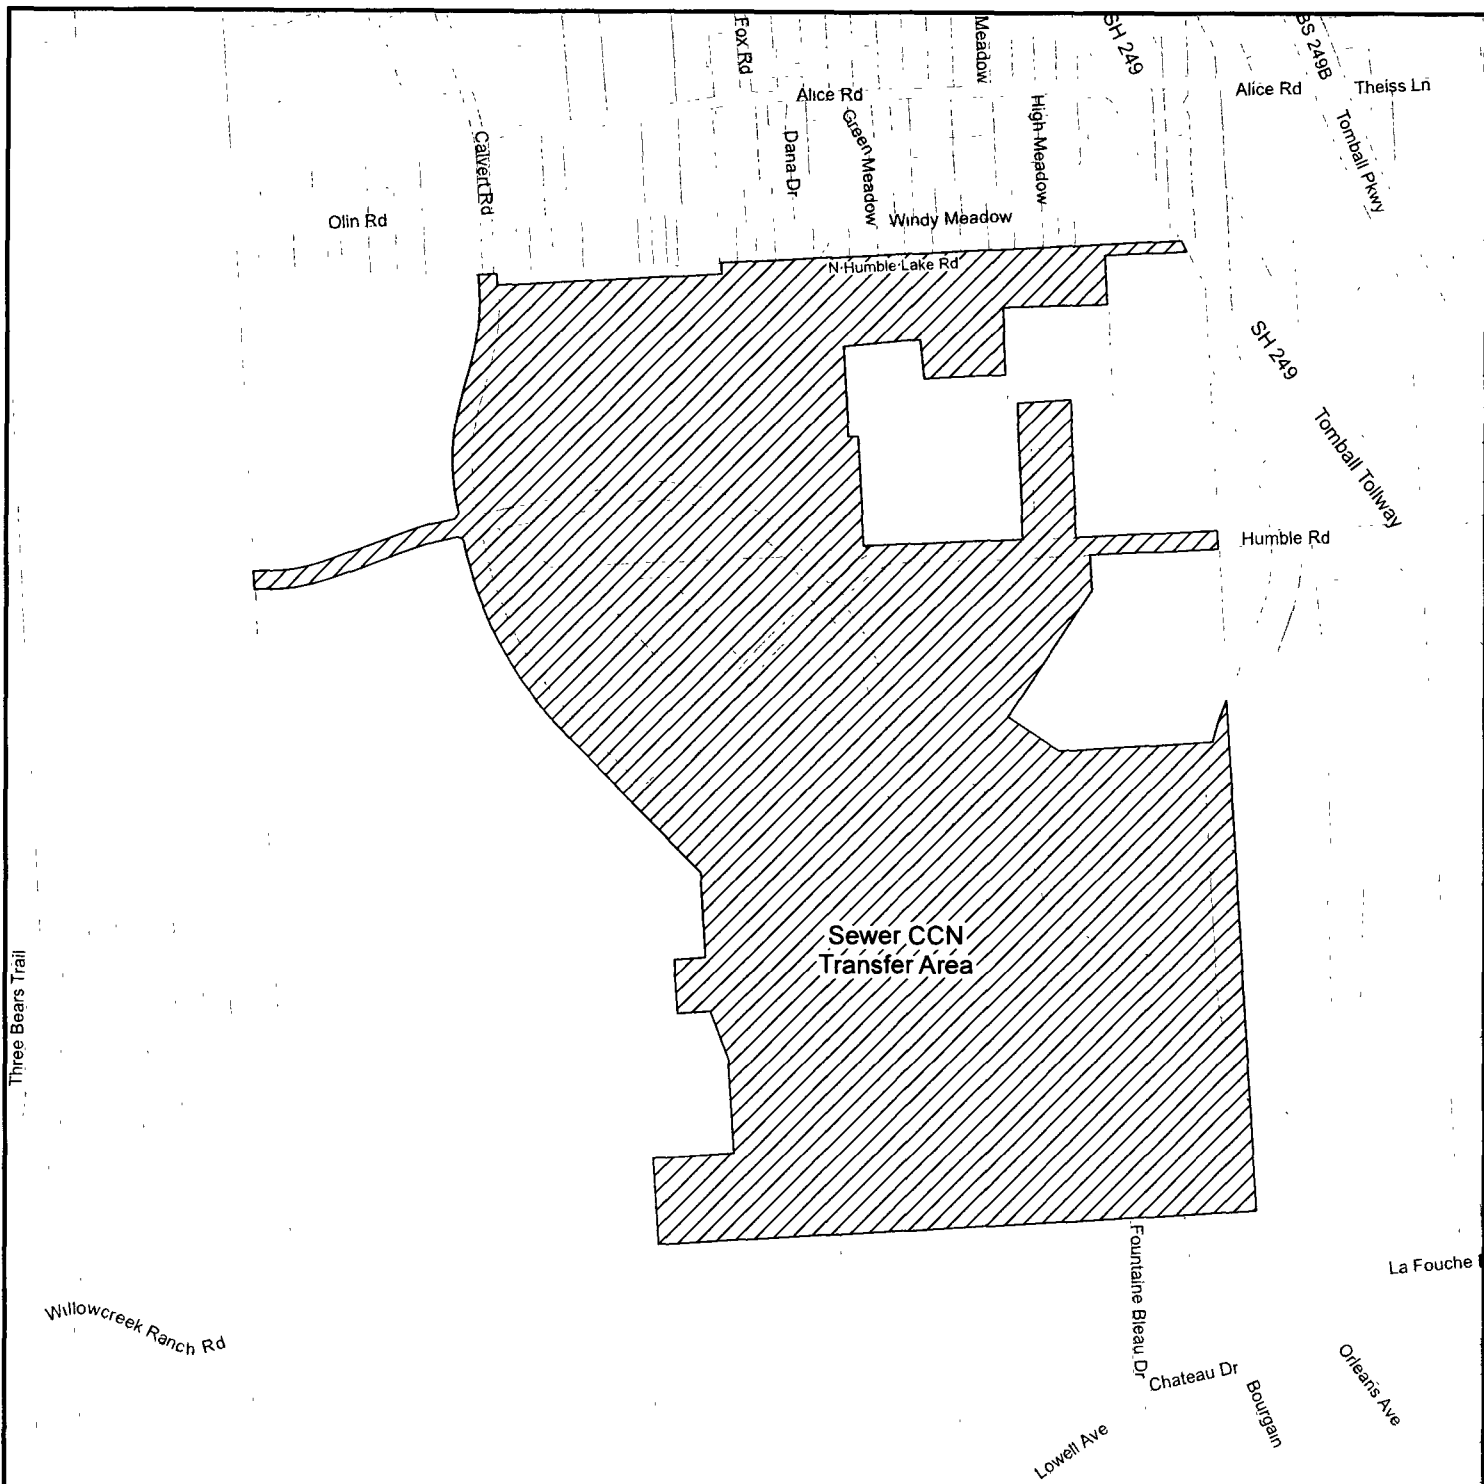 Fox Rd
Meadow
SH 249
BS 249B
Alice Rd
Alice Rd
Theiss Ln
Calvert Rd
Dana Dr
Green Meadow
High Meadow
Tomball Pkwy
Olin Rd
Windy Meadow
N Humble Lake Rd
SH 249
Tomball Tollway
Humble Rd
Sewer CCN
Transfer Area
Three Bears Trail
Fountaine Bleau Dr
La Fouche
Willowcreek Ranch Rd
Chateau Dr
Orleans Ave
Bourgain
Lowell Ave